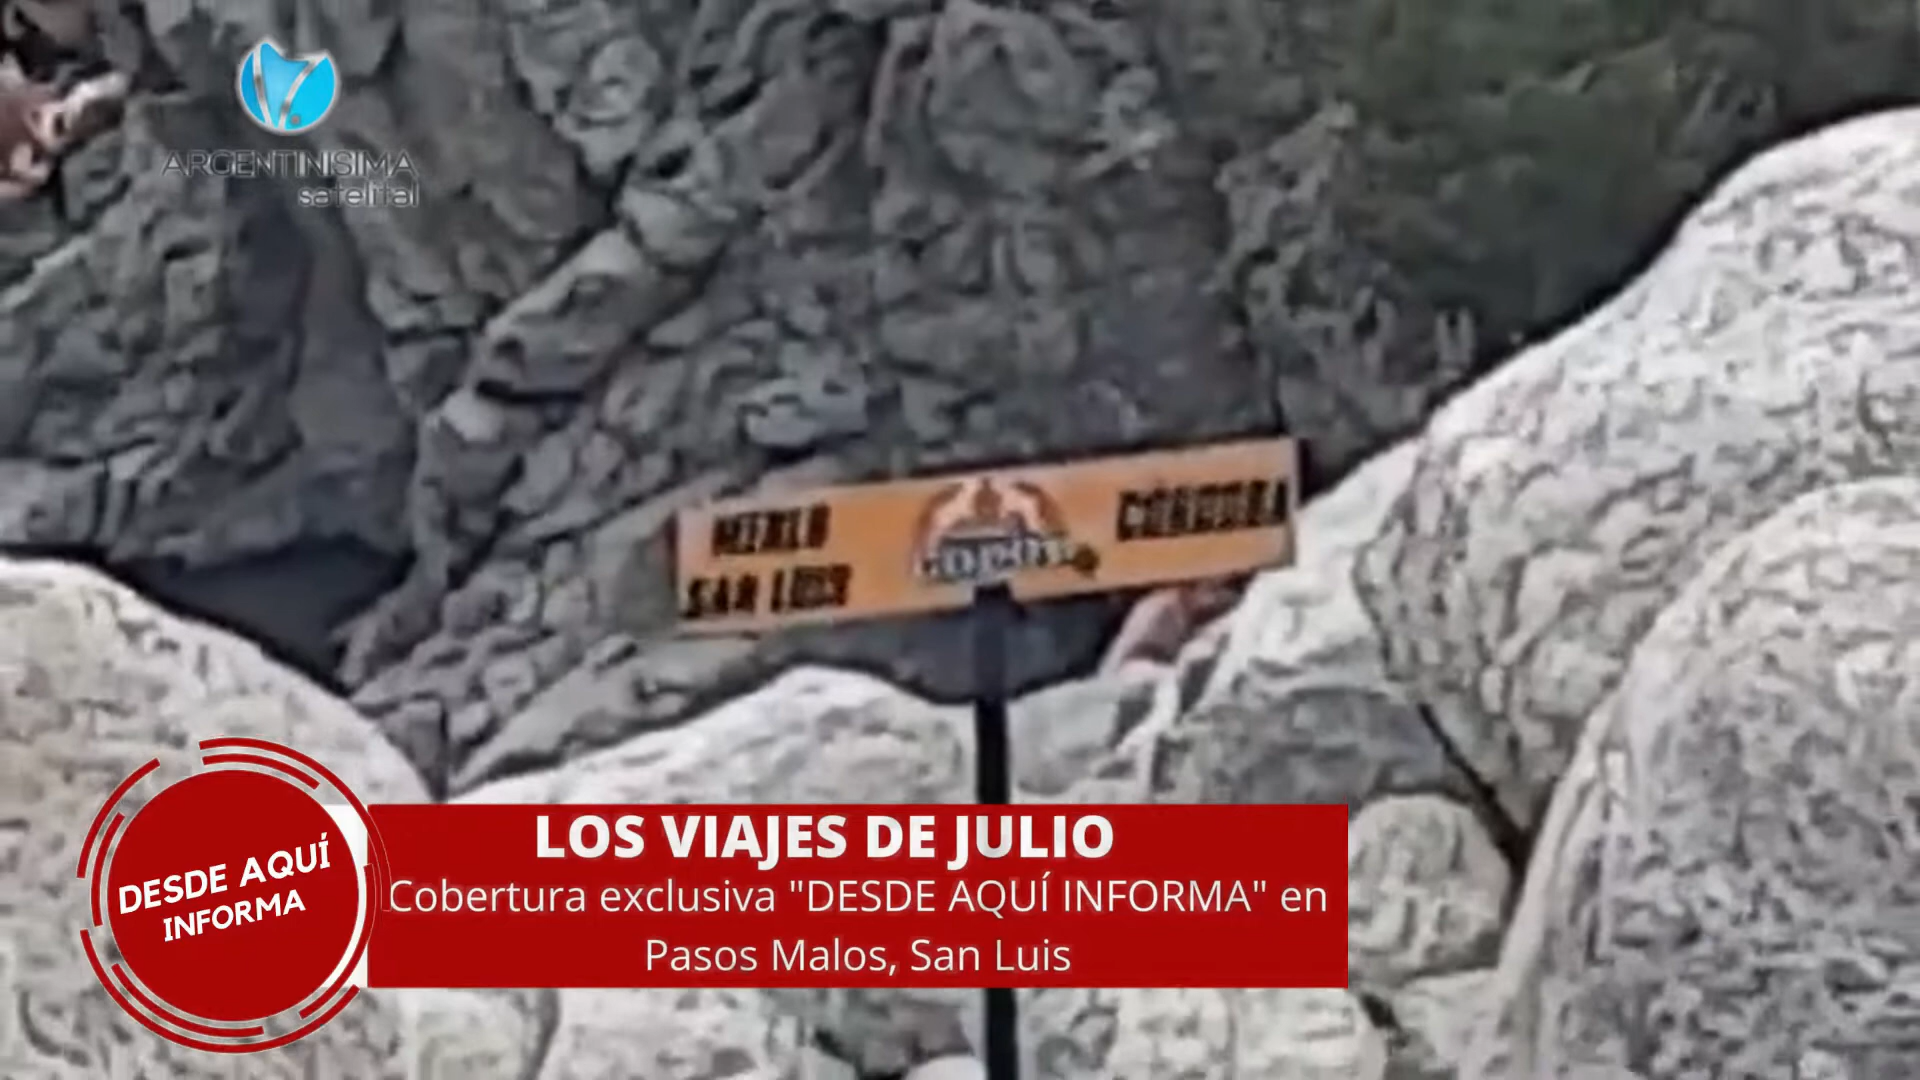 ARGENTINISIMA
satelital
MERLO
SAN LUIS
CORDOBA
LOS VIAJES DE JULIO
Cobertura exclusiva "DESDE AQUÍ INFORMA" en
Pasos Malos, San Luis
DESDE AQUÍ
INFORMA